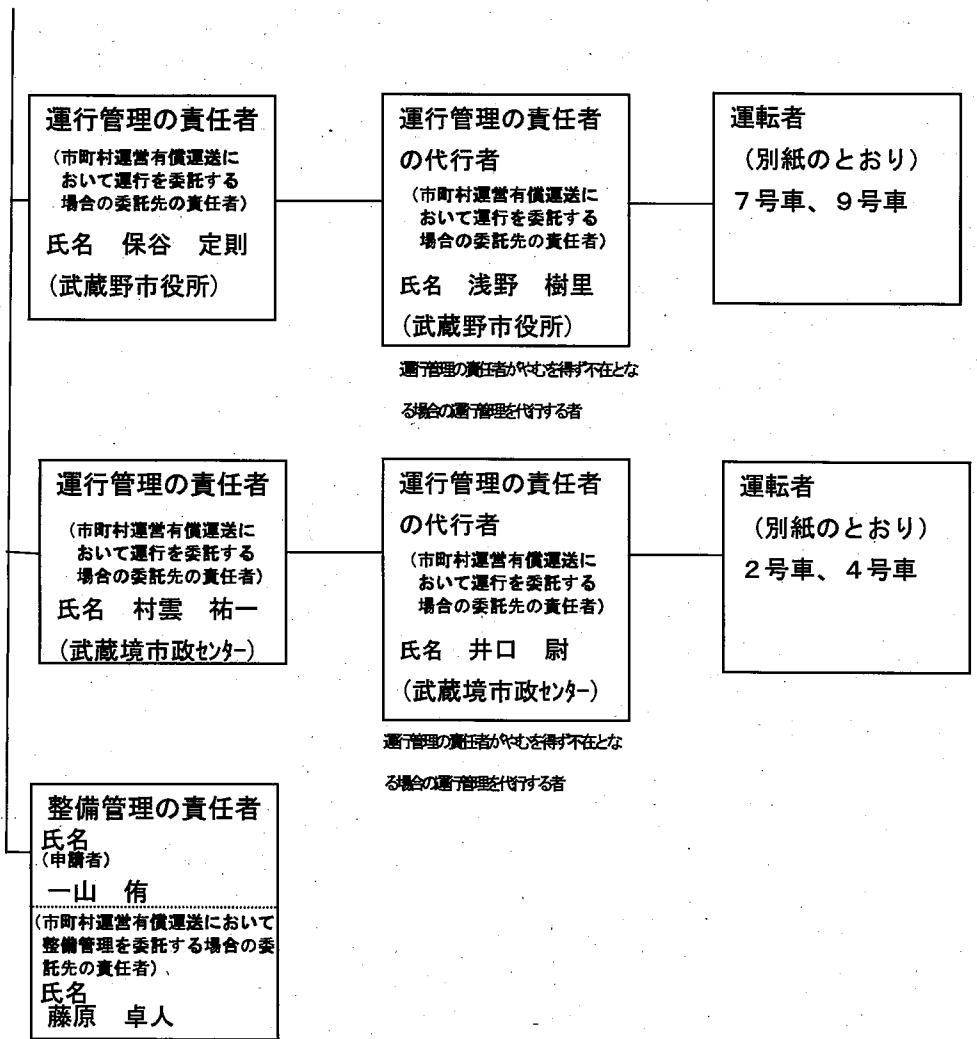 運行管理の責任者
(市町村運営有償運送に
おいて運行を委託する
場合の委託先の責任者)
氏名　保谷　定則
(武蔵野市役所)
運行管理の責任者
の代行者
(市町村運営有償運送に
おいて運行を委託する
場合の委託先の責任者)
氏名　浅野　樹里
(武蔵野市役所)
運行管理の責任者がやむを得ず不在とな
る場合の運行管理を代行する者
運転者
(別紙のとおり)
7号車、9号車
運行管理の責任者
(市町村運営有償運送に
おいて運行を委託する
場合の委託先の責任者)
氏名　村雲　祐一
(武蔵境市政センター)
運行管理の責任者
の代行者
(市町村運営有償運送に
おいて運行を委託する
場合の委託先の責任者)
氏名　井口　尉
(武蔵境市政センター)
運行管理の責任者がやむを得ず不在とな
る場合の運行管理を代行する者
運転者
(別紙のとおり)
2号車、4号車
整備管理の責任者
氏名
(申請者)
一山　侑
(市町村運営有償運送において
整備管理を委託する場合の委
託先の責任者)、
氏名
藤原　卓人